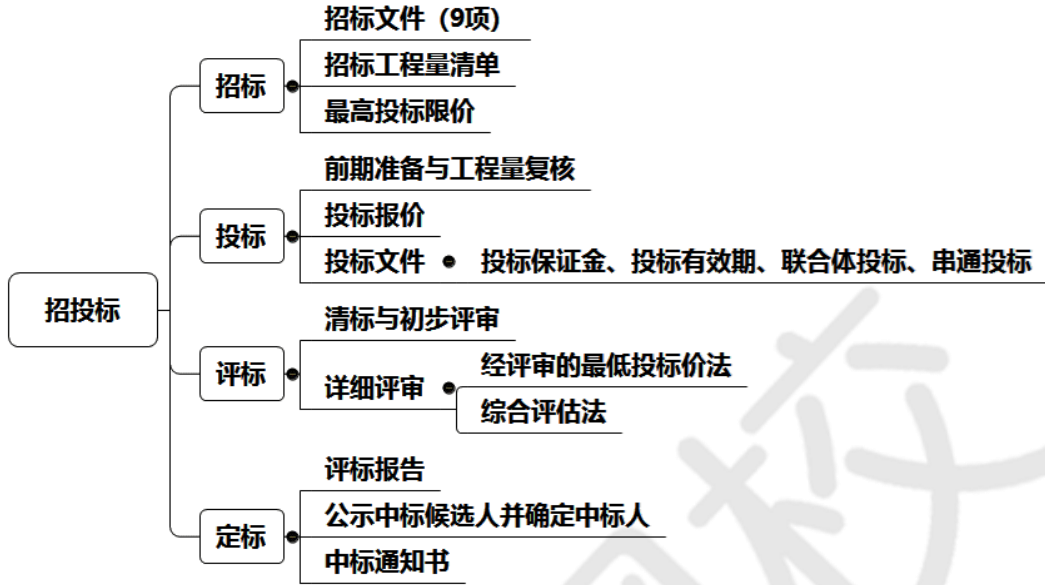 招投标
招标
招标文件（9项）
招标工程量清单
最高投标限价
投标
前期准备与工程量复核
投标报价
投标文件
投标保证金、投标有效期、联合体投标、串通投标
评标
清标与初步评审
详细评审
经评审的最低投标价法
综合评估法
定标
评标报告
公示中标候选人并确定中标人
中标通知书